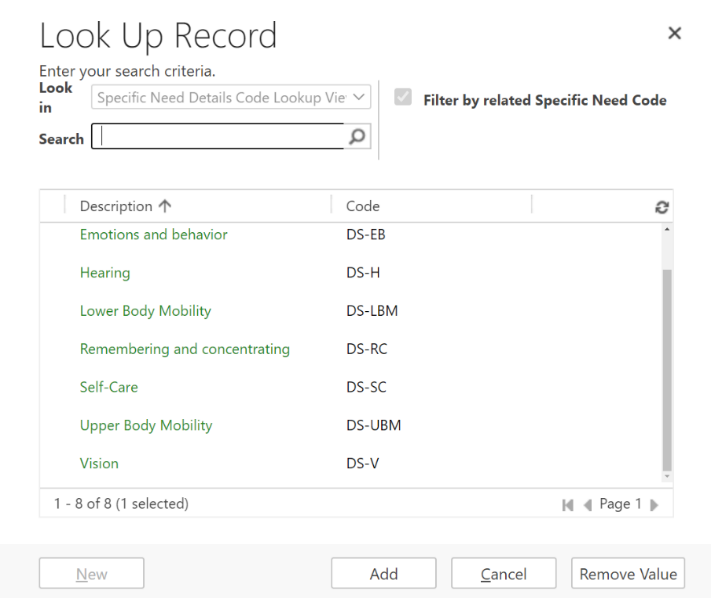 Look Up Record
Enter your search criteria.
Look in
Specific Need Details Code Lookup Vie
Filter by related Specific Need Code
Search
Description Code
Emotions and behavior DS-EB
Hearing DS-H
Lower Body Mobility DS-LBM
Remembering and concentrating DS-RC
Self-Care DS-SC
Upper Body Mobility DS-UBM
Vision DS-V
1 - 8 of 8 (1 selected) Page 1
New Add Cancel Remove Value